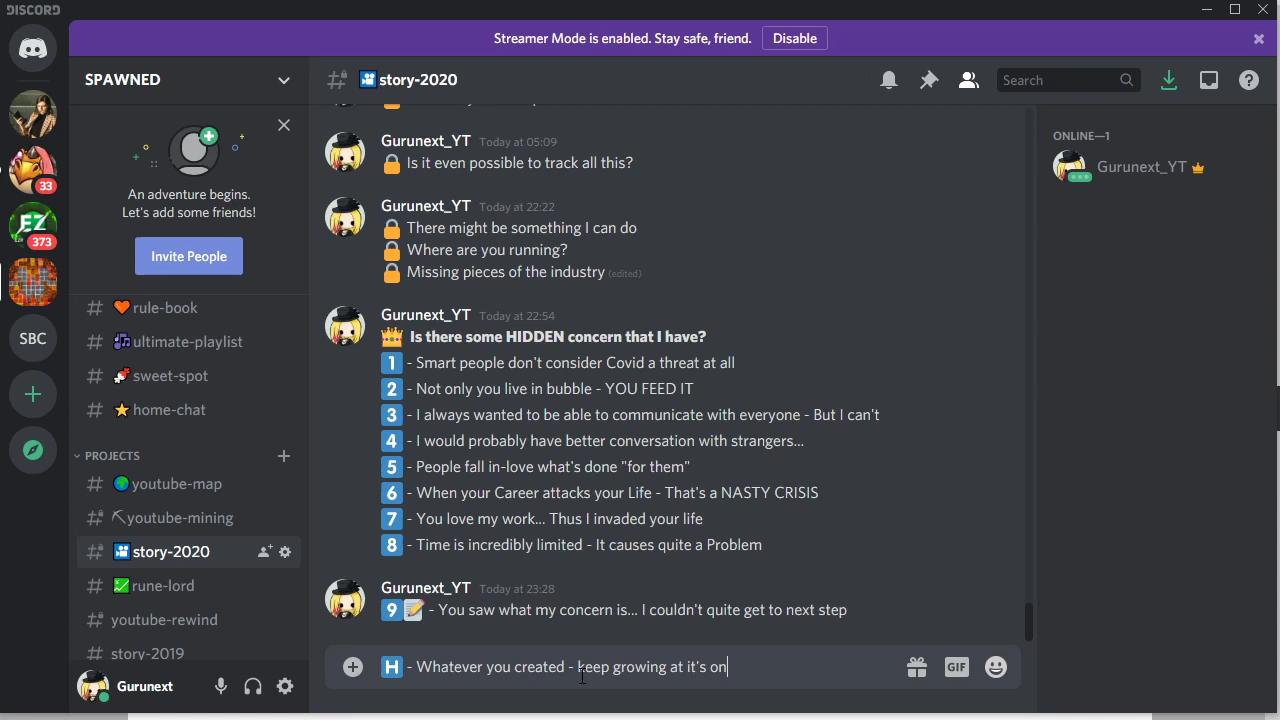 DISCORD
Streamer Mode is enabled. Stay safe, friend. Disable
SPAWNED
story-2020
Search
33
373
SBC
An adventure begins.
Let's add some friends!
Invite People
rule-book
ultimate-playlist
sweet-spot
home-chat
PROJECTS
youtube-map
youtube-mining
story-2020
rune-lord
youtube-rewind
story-2019
Gurunext
Gurunext_YT Today at 05:09
Is it even possible to track all this?
Gurunext_YT Today at 22:22
There might be something I can do
Where are you running?
Missing pieces of the industry (edited)
Gurunext_YT Today at 22:54
Is there some HIDDEN concern that I have?
1 - Smart people don't consider Covid a threat at all
2 - Not only you live in bubble - YOU FEED IT
3 - I always wanted to be able to communicate with everyone - But I can't
4 - I would probably have better conversation with strangers...
5 - People fall in-love what's done "for them"
6 - When your Career attacks your Life - That's a NASTY CRISIS
7 - You love my work... Thus I invaded your life
8 - Time is incredibly limited - It causes quite a Problem
Gurunext_YT Today at 23:28
9 - You saw what my concern is... I couldn't quite get to next step
H - Whatever you created - keep growing at it's on
GIF
ONLINE—1
Gurunext_YT